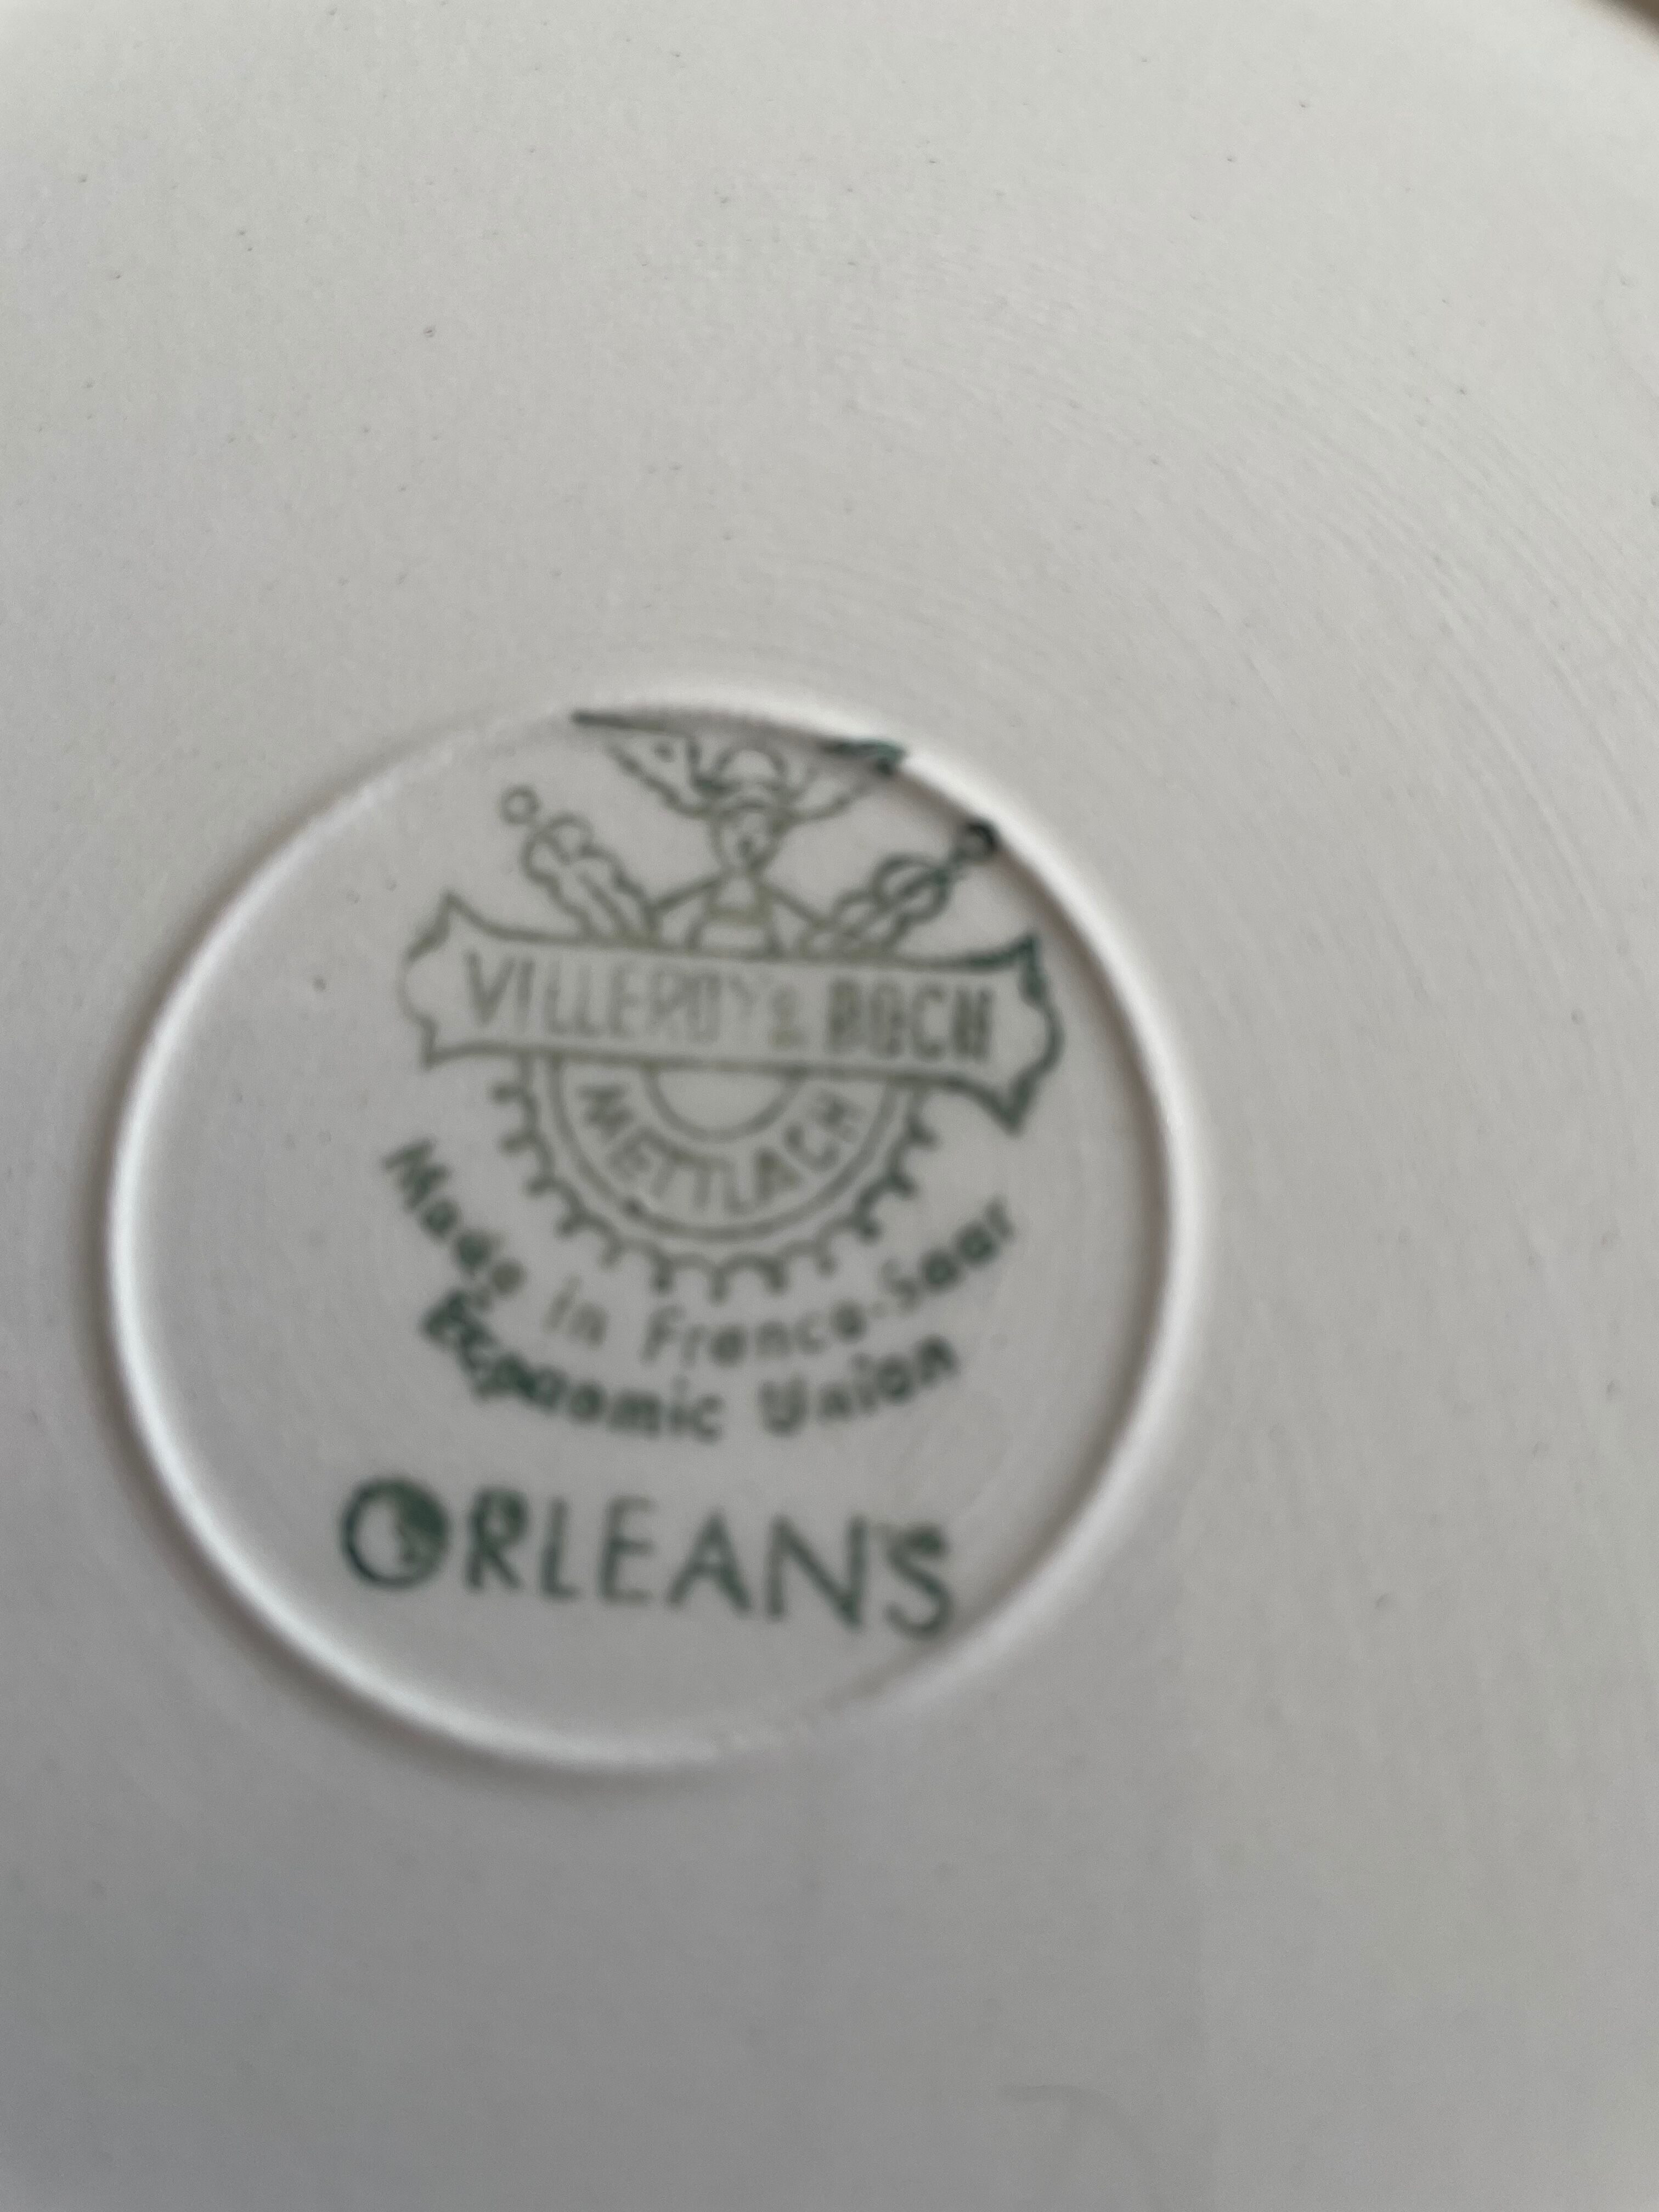 VILLEROY & BOCH
METTLACH
Made in France-Saar
Economic Union
ORLEANS